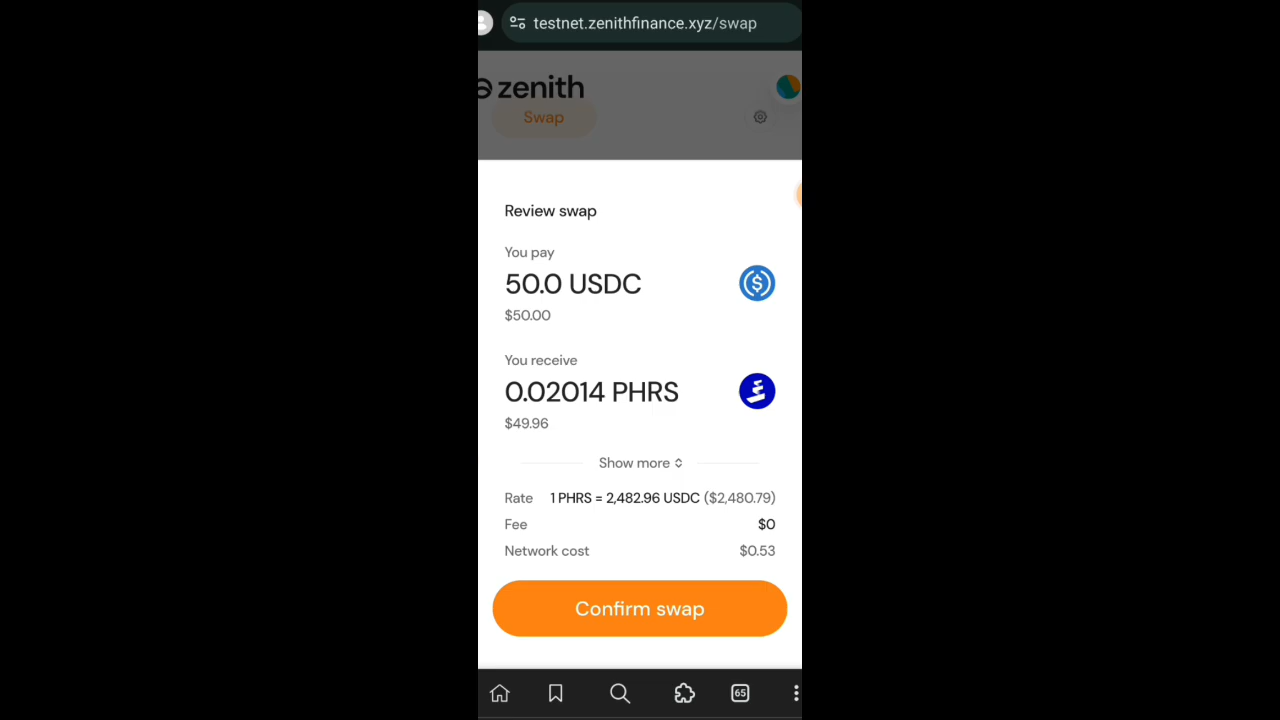 testnet.zenithfinance.xyz/swap
zenith
Swap
Review swap
You pay
50.0 USDC
$50.00
You receive
0.02014 PHRS
$49.96
Show more
Rate 1 PHRS = 2,482.96 USDC ($2,480.79)
Fee $0
Network cost $0.53
Confirm swap
65